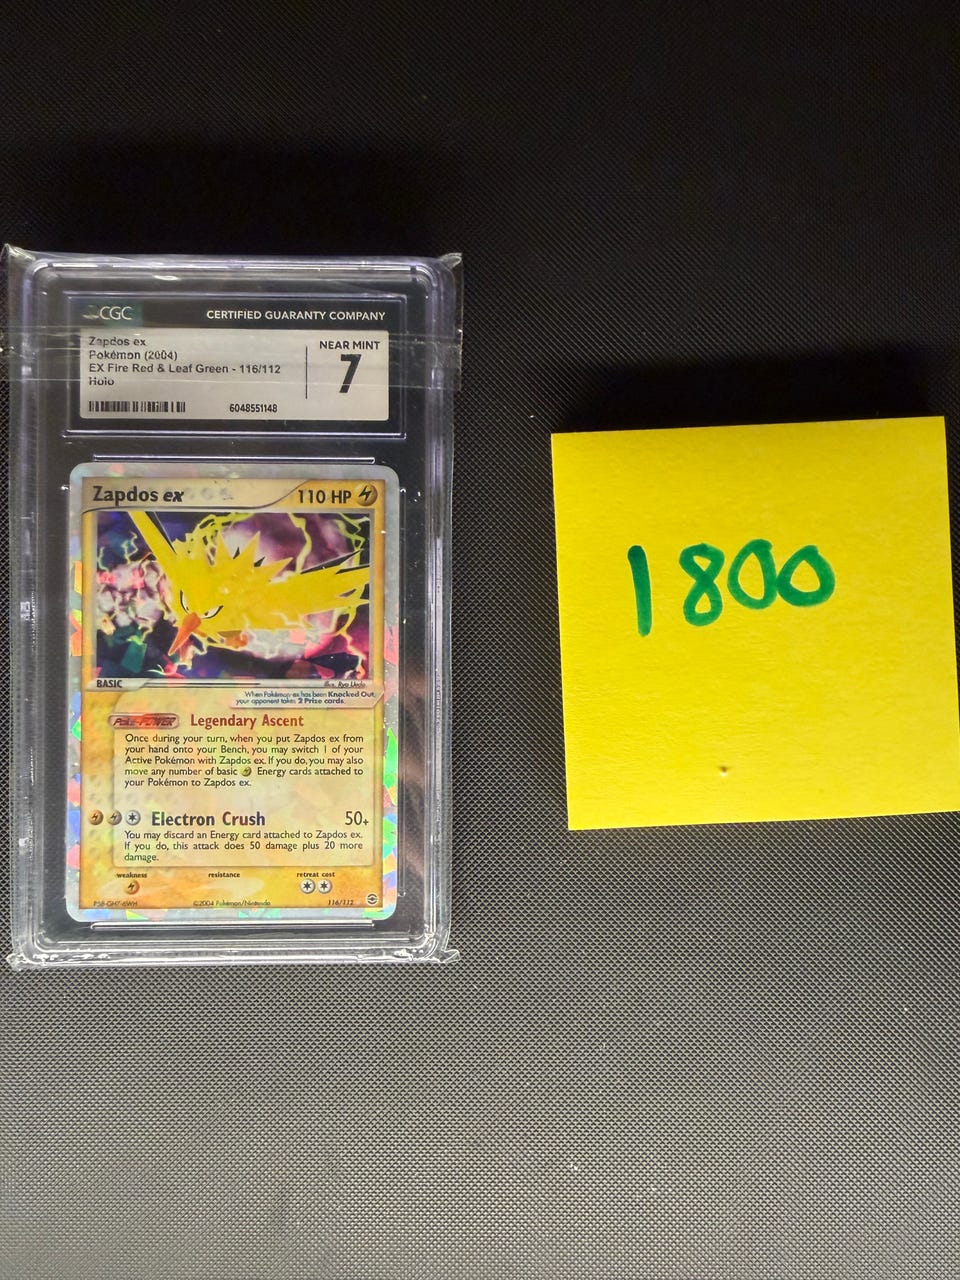 CGC
CERTIFIED GUARANTY COMPANY
Zapdos ex
Pokémon (2004)
EX Fire Red & Leaf Green - 116/112
Holo
NEAR MINT
7
6048551148
Zapdos ex
110 HP
BASIC
Illus. Ryo Ueda
When Pokémon-ex has been Knocked Out,
your opponent takes 2 Prize cards.
Poké-POWER Legendary Ascent
Once during your turn, when you put Zapdos ex from
your hand onto your Bench, you may switch 1 of your
Active Pokémon with Zapdos ex. If you do, you may also
move any number of basic Energy cards attached to
your Pokémon to Zapdos ex.
Electron Crush 50+
You may discard an Energy card attached to Zapdos ex.
If you do, this attack does 50 damage plus 20 more
damage.
weakness resistance retreat cost
©2004 Pokémon/Nintendo
116/112
1800